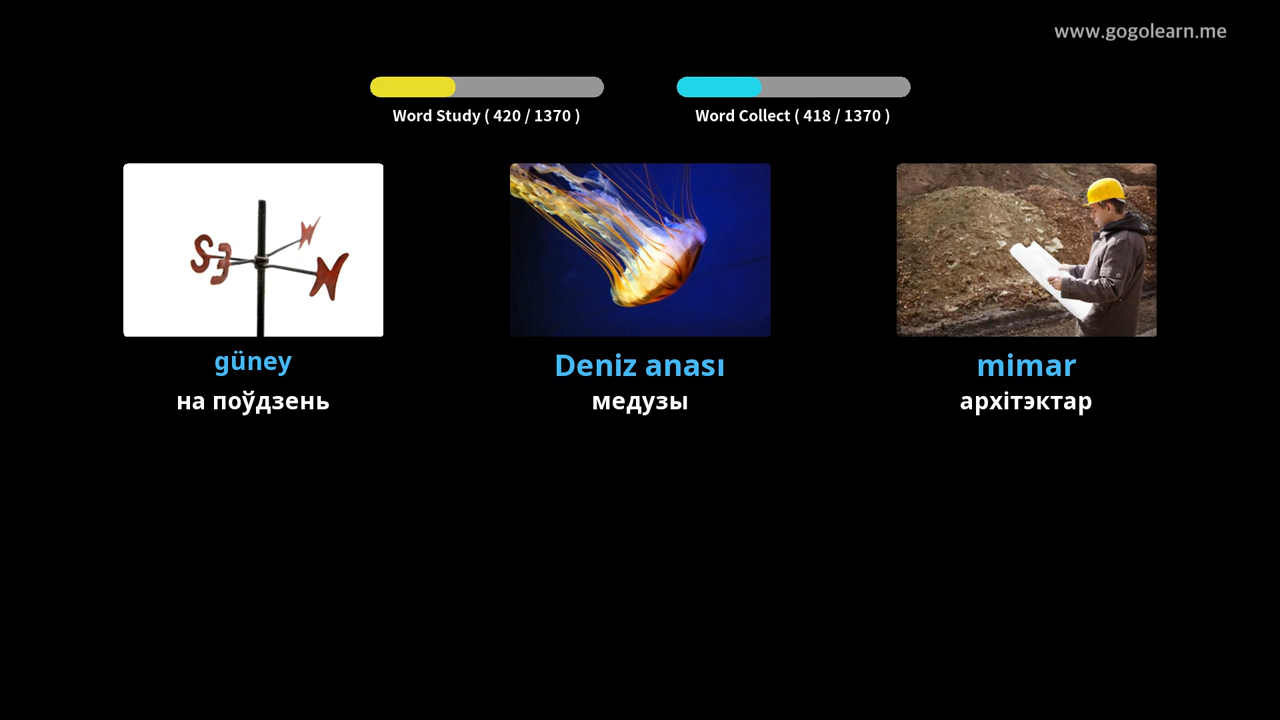 www.gogolearn.me
Word Study ( 420 / 1370 )
Word Collect ( 418 / 1370 )
S E N
güney
на поўдзень
Deniz anası
медузы
mimar
архітэктар